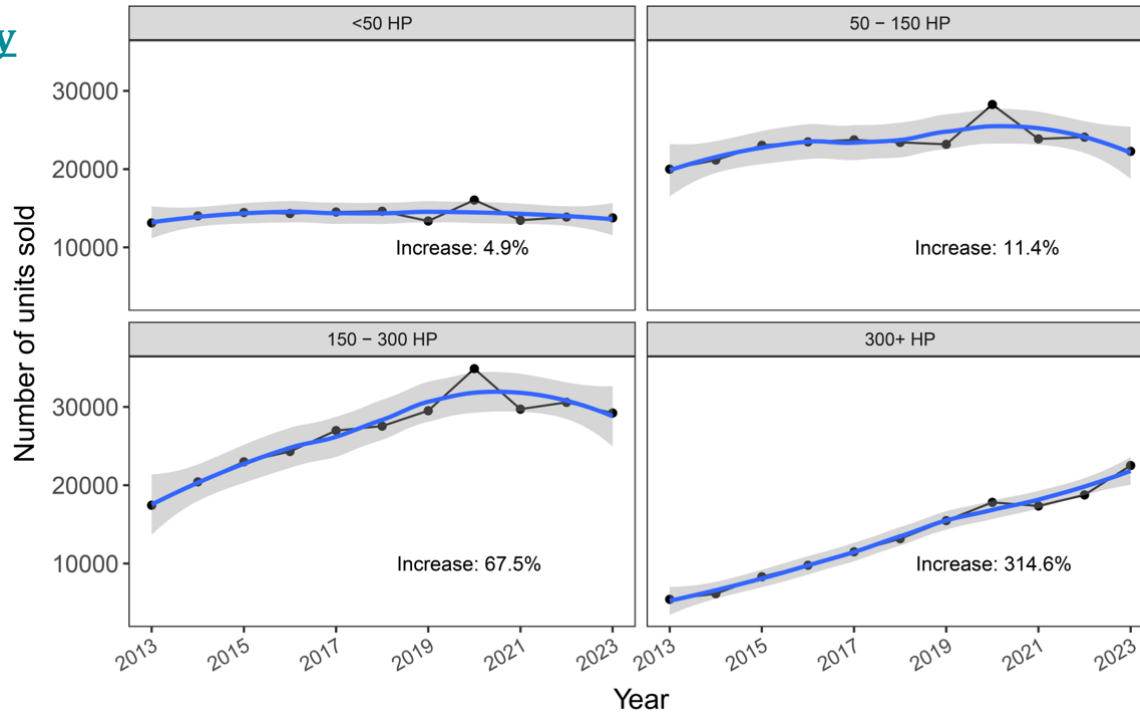 y
<50 HP
50 − 150 HP
30000
20000
10000
Increase: 4.9%
Increase: 11.4%
150 − 300 HP
300+ HP
30000
20000
10000
Increase: 67.5%
Increase: 314.6%
2013
2015
2017
2019
2021
2023
2013
2015
2017
2019
2021
2023
Number of units sold
Year